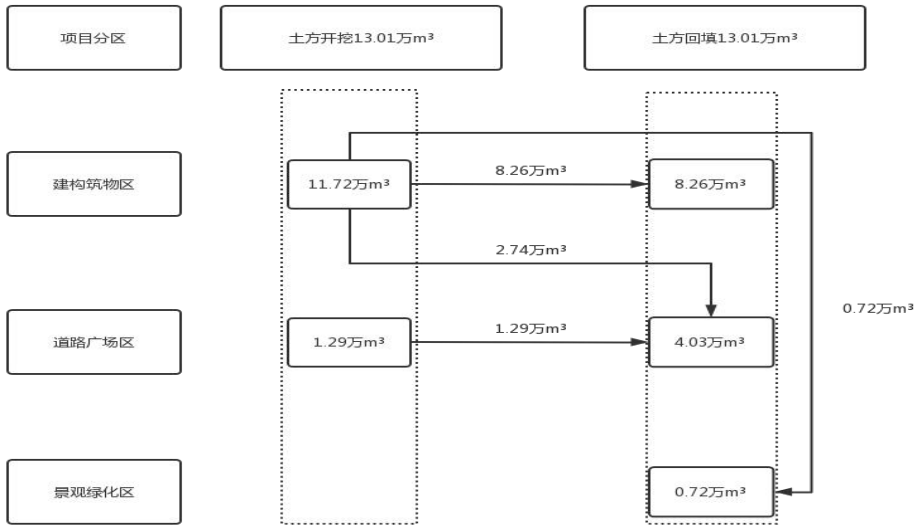 项目分区
土方开挖13.01万m³
土方回填13.01万m³
建构筑物区
11.72万m³
8.26万m³
8.26万m³
2.74万m³
0.72万m³
道路广场区
1.29万m³
1.29万m³
4.03万m³
景观绿化区
0.72万m³